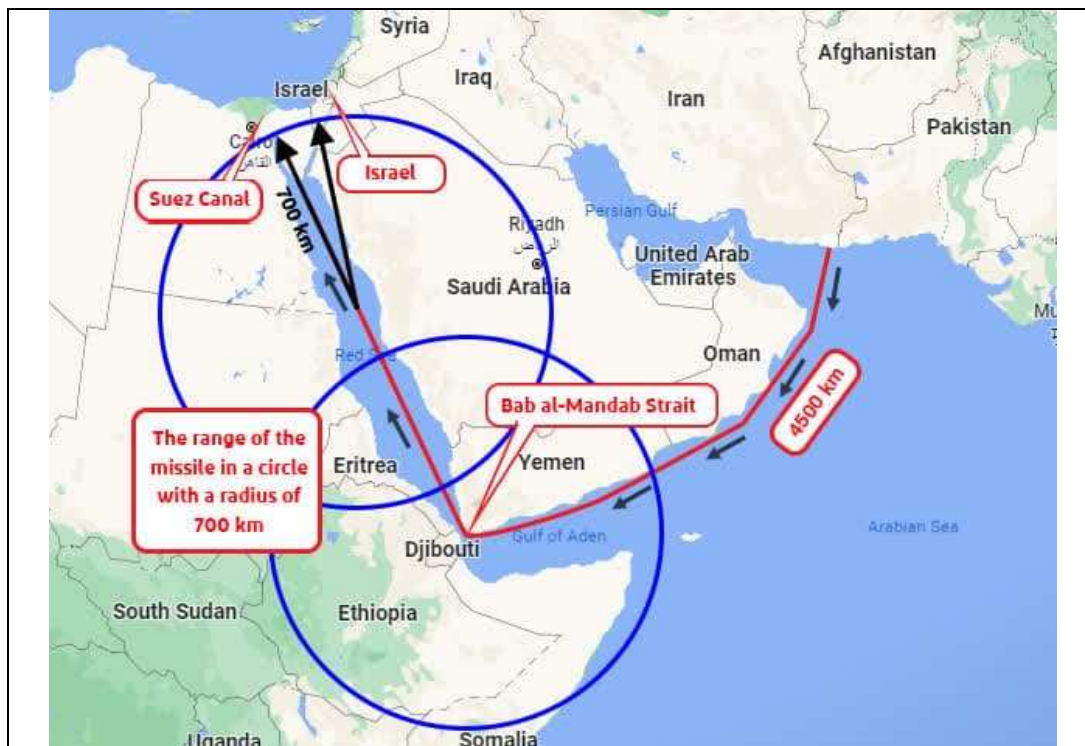 Syria
Afghanistan
Iraq
Israel
Iran
Pakistan
Cairo
القاهرة
Israel
Suez Canal
700 km
Persian Gulf
Riyadh
الرياض
United Arab
Emirates
Saudi Arabia
Mu
Oman
Red Sea
4500 km
Bab al-Mandab Strait
The range of the
missile in a circle
with a radius of
700 km
Eritrea
Yemen
Arabian Sea
Gulf of Aden
Djibouti
South Sudan
Ethiopia
Uganda
Somalia